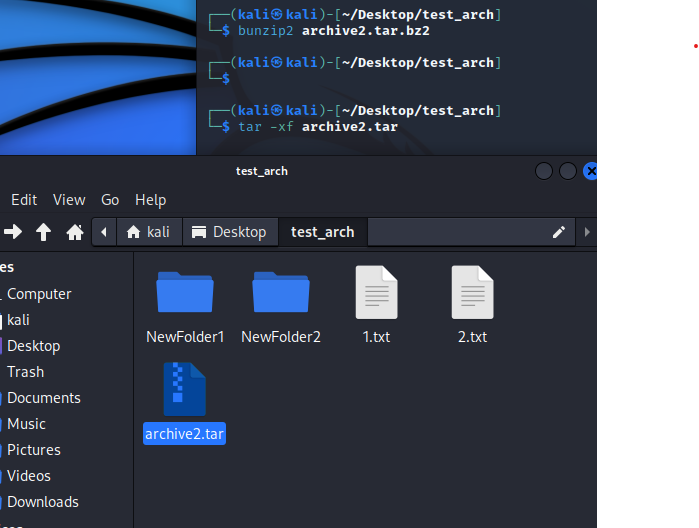 ┌──(kali㉿kali)-[~/Desktop/test_arch]
└─$ bunzip2 archive2.tar.bz2
┌──(kali㉿kali)-[~/Desktop/test_arch]
└─$
┌──(kali㉿kali)-[~/Desktop/test_arch]
└─$ tar -xf archive2.tar
test_arch
Edit View Go Help
kali Desktop test_arch
es
Computer
kali
Desktop
Trash
Documents
Music
Pictures
Videos
Downloads
NewFolder1 NewFolder2 1.txt 2.txt
archive2.tar